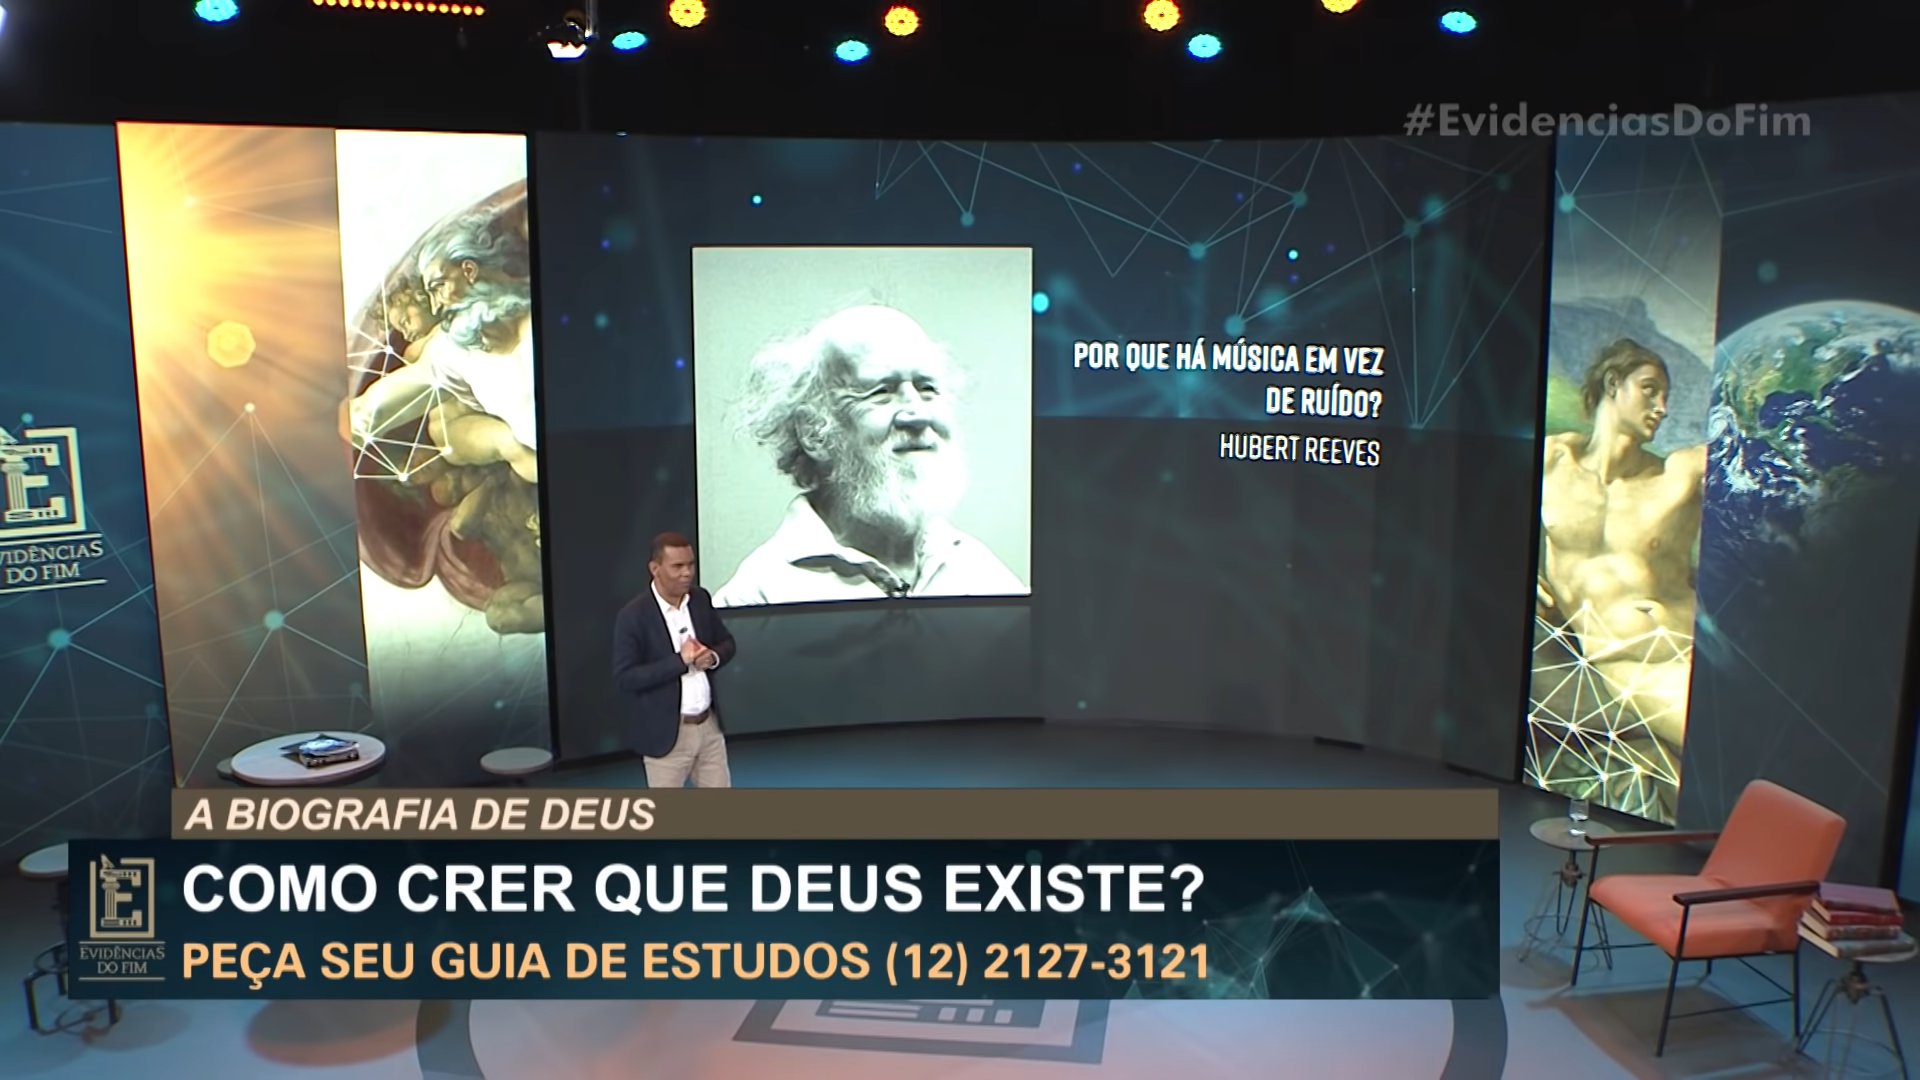 #EvidenciasDoFim
POR QUE HÁ MÚSICA EM VEZ
DE RUÍDO?
HUBERT REEVES
E
VIDÊNCIAS
DO FIM
A BIOGRAFIA DE DEUS
COMO CRER QUE DEUS EXISTE?
PEÇA SEU GUIA DE ESTUDOS (12) 2127-3121
E
EVIDÊNCIAS
DO FIM